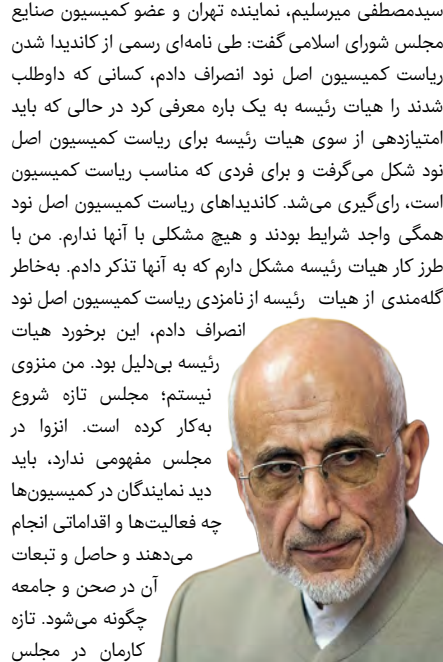 سیدمصطفی میرسلیم، نماینده تهران و عضو کمیسیون صنایع
مجلس شورای اسلامی گفت: طی نامه‌ای رسمی از کاندیدا شدن
ریاست کمیسیون اصل نود انصراف دادم، کسانی که داوطلب
شدند را هیات رئیسه به یک باره معرفی کرد در حالی که باید
امتیازدهی از سوی هیات رئیسه برای ریاست کمیسیون اصل
نود شکل می‌گرفت و برای فردی که مناسب ریاست کمیسیون
است، رای‌گیری می‌شد. کاندیداهای ریاست کمیسیون اصل نود
همگی واجد شرایط بودند و هیچ مشکلی با آنها ندارم. من با
طرز کار هیات رئیسه مشکل دارم که به آنها تذکر دادم. به‌خاطر
گله‌مندی از هیات رئیسه از نامزدی ریاست کمیسیون اصل نود
انصراف دادم، این برخورد هیات
رئیسه بی‌دلیل بود. من منزوی
نیستم؛ مجلس تازه شروع
به‌کار کرده است. انزوا در
مجلس مفهومی ندارد، باید
دید نمایندگان در کمیسیون‌ها
چه فعالیت‌ها و اقداماتی انجام
می‌دهند و حاصل و تبعات
آن در صحن و جامعه
چگونه می‌شود. تازه
کارمان در مجلس